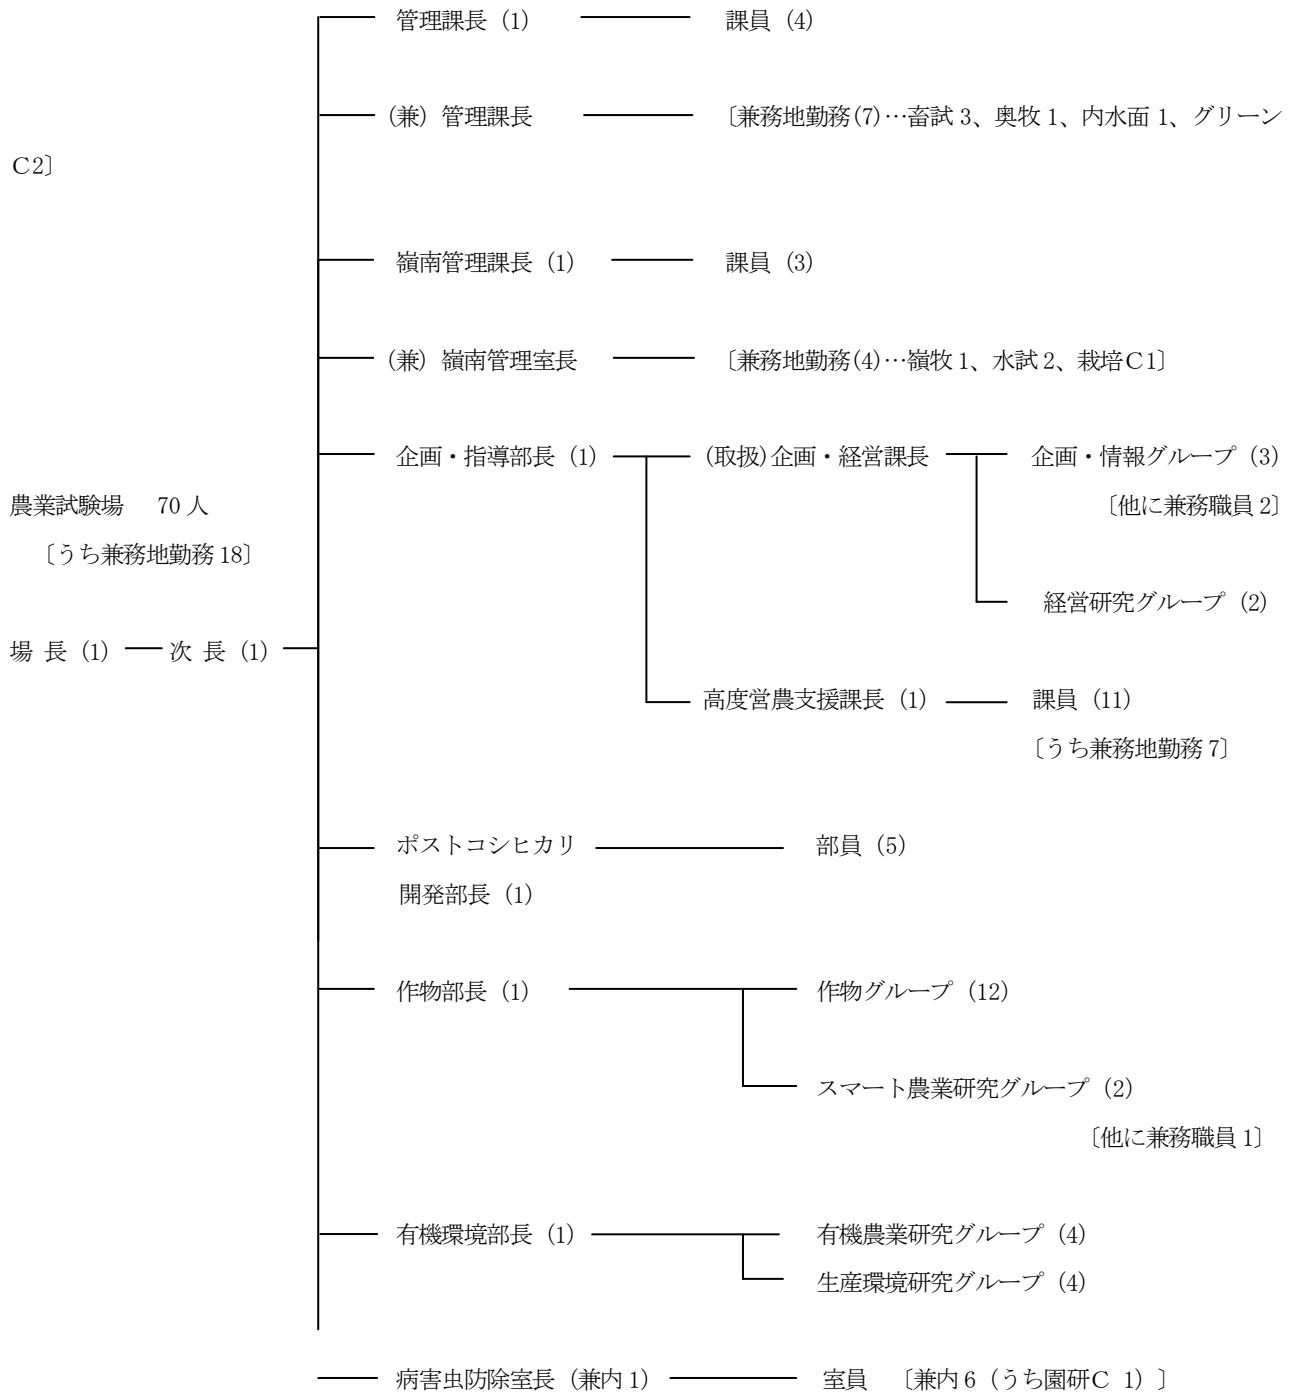 管理課長 (1) 課員 (4)
(兼) 管理課長 〔兼務地勤務(7)…畜試 3、奥牧 1、内水面 1、グリーン
C2〕
嶺南管理課長 (1) 課員 (3)
(兼) 嶺南管理室長 〔兼務地勤務(4)…嶺牧 1、水試 2、栽培C1〕
企画・指導部長 (1) (取扱)企画・経営課長 企画・情報グループ (3)
農業試験場 70 人 〔他に兼務職員 2〕
〔うち兼務地勤務 18〕
経営研究グループ (2)
場 長 (1) 次 長 (1)
高度営農支援課長 (1) 課員 (11)
〔うち兼務地勤務 7〕
ポストコシヒカリ 部員 (5)
開発部長 (1)
作物部長 (1) 作物グループ (12)
スマート農業研究グループ (2)
〔他に兼務職員 1〕
有機環境部長 (1) 有機農業研究グループ (4)
生産環境研究グループ (4)
病害虫防除室長 (兼内 1) 室員 〔兼内 6 (うち園研C 1) 〕